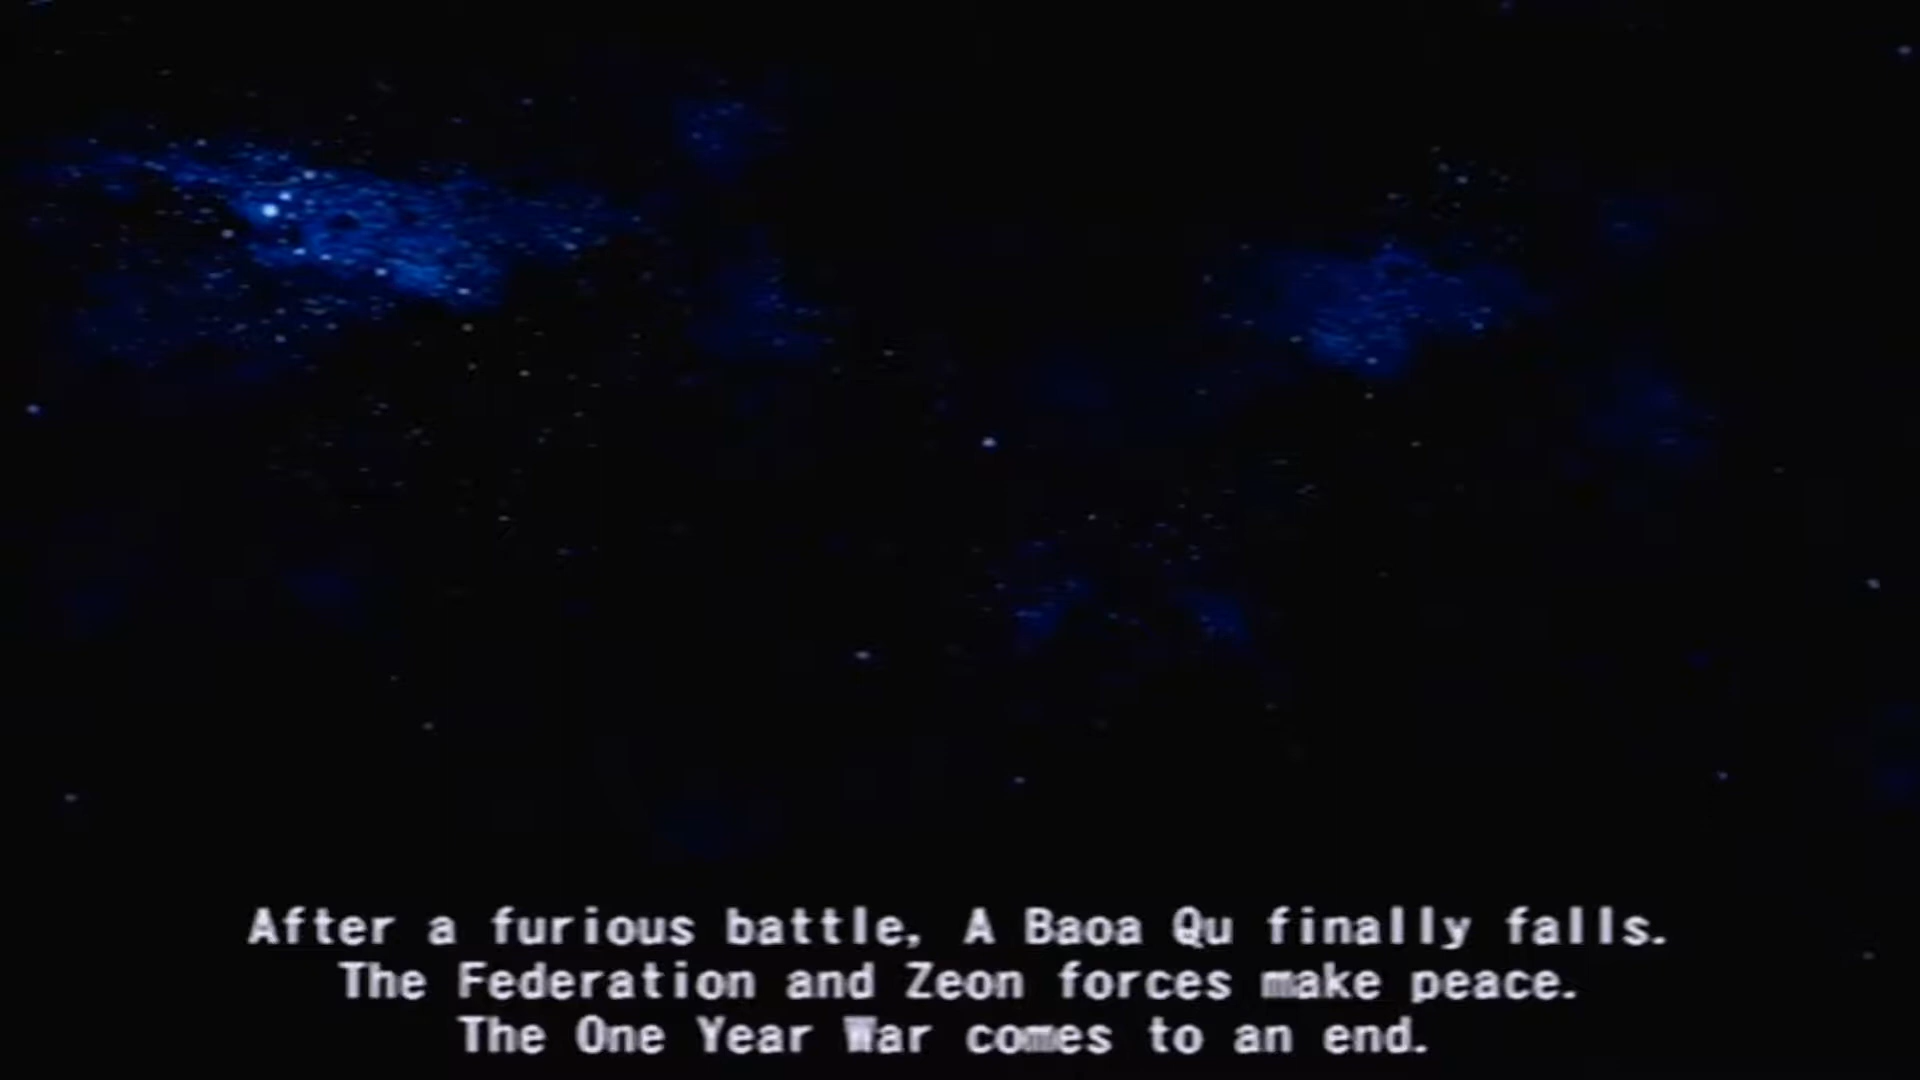 After a furious battle, A Baoa Qu finally falls.
The Federation and Zeon forces make peace.
The One Year War comes to an end.